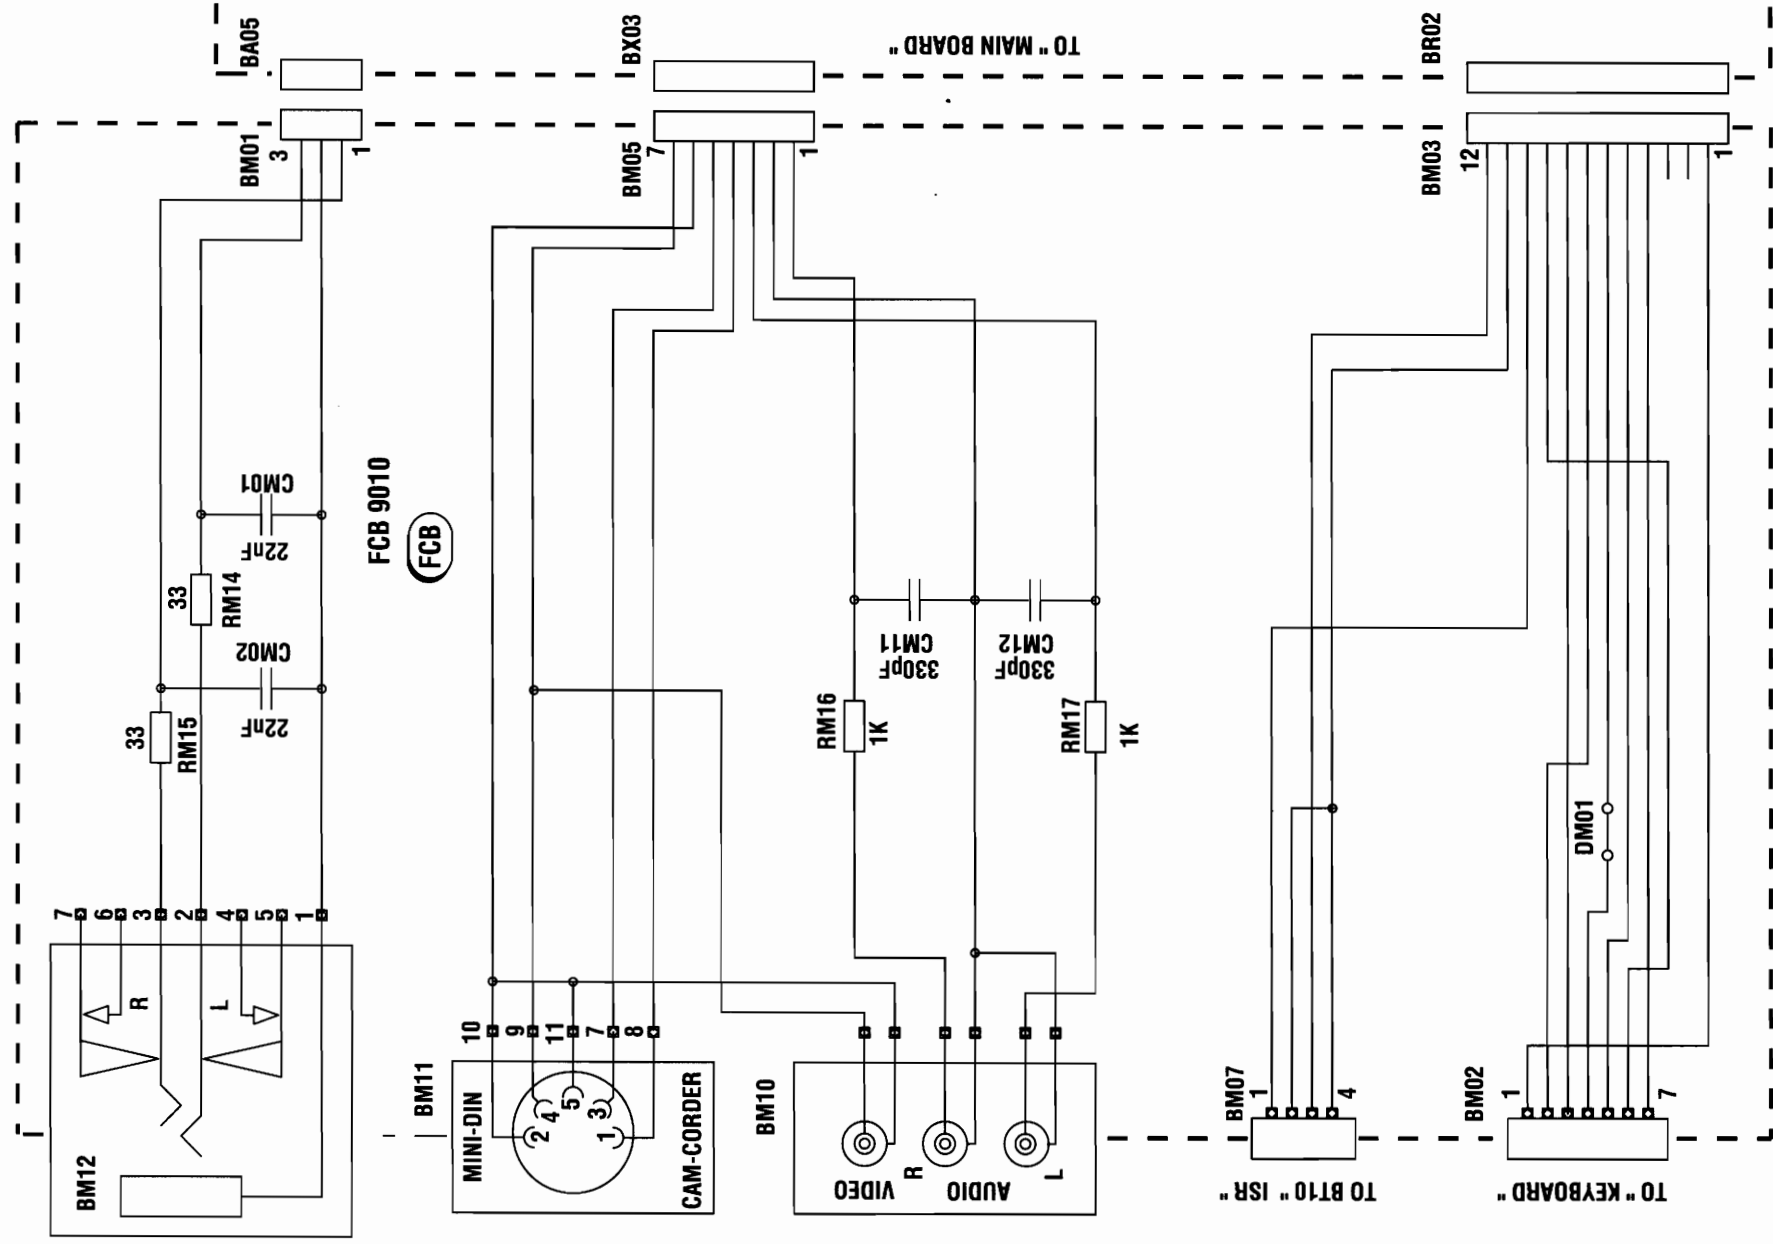 BA05
BX03
TO " MAIN BOARD "
BR02
BM01
3
1
BM05
7
1
BM03
12
1
CM01
22nF
FCB 9010
FCB
33
RM14
CM02
22nF
33
RM15
CM11
330pF
CM12
330pF
RM16
1K
RM17
1K
DM01
7
6
3
2
4
5
1
R
L
BM12
10
9
11
7
8
BM11
MINI-DIN
CAM-CORDER
2
4
5
3
1
BM10
VIDEO
R
AUDIO
L
BM07
1
4
TO BT10 " ISR "
BM02
1
7
TO " KEYBOARD "